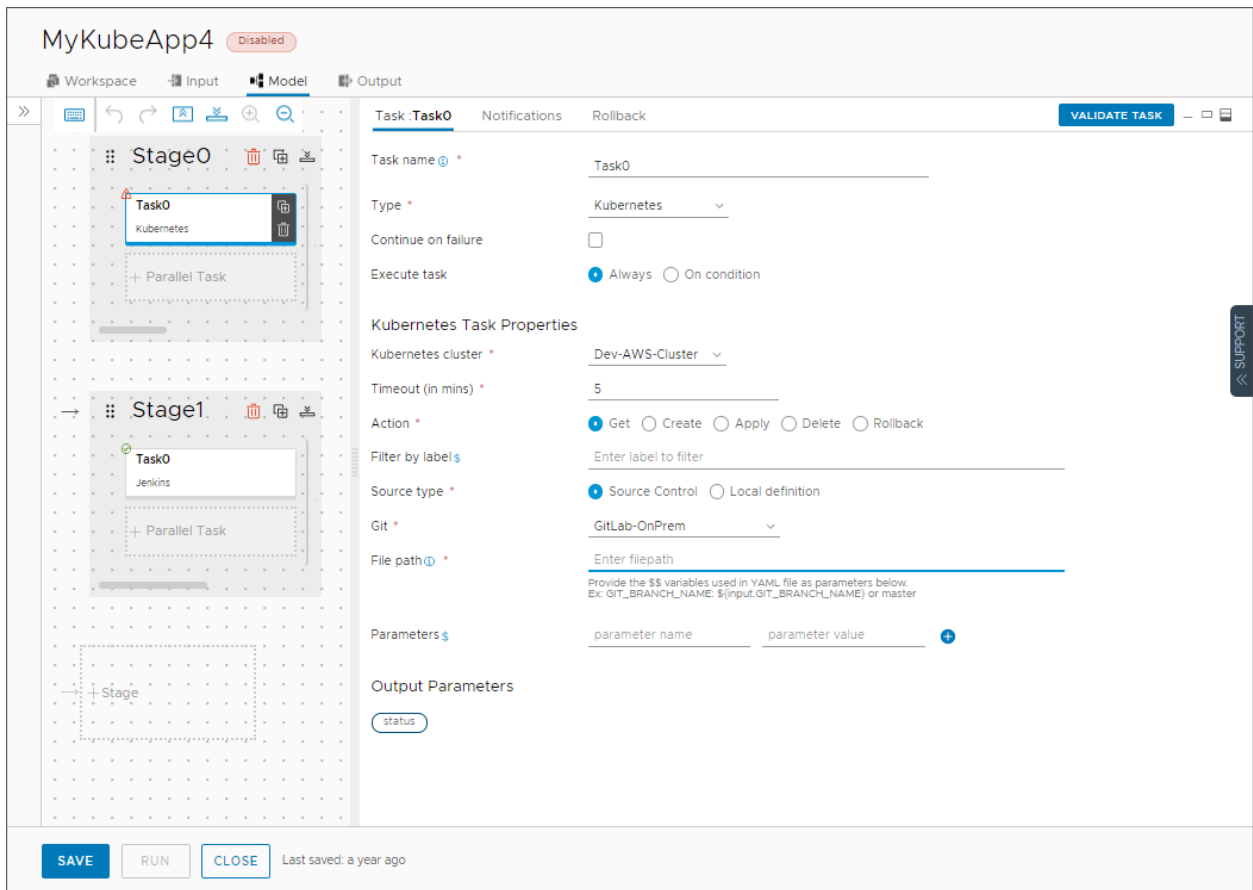 MyKubeApp4 Disabled
Workspace Input Model Output
Task :Task0 Notifications Rollback VALIDATE TASK
Stage0
Task0
Kubernetes
+ Parallel Task
Stage1
Task0
Jenkins
+ Parallel Task
+ Stage
Task name *
Task0
Type *
Kubernetes
Continue on failure
Execute task
Always On condition
Kubernetes Task Properties
Kubernetes cluster *
Dev-AWS-Cluster
Timeout (in mins) *
5
Action *
Get Create Apply Delete Rollback
Filter by label $
Enter label to filter
Source type *
Source Control Local definition
Git *
GitLab-OnPrem
File path *
Enter filepath
Provide the $$ variables used in YAML file as parameters below.
Ex: GIT_BRANCH_NAME: ${input.GIT_BRANCH_NAME} or master
Parameters $
parameter name parameter value
Output Parameters
status
SUPPORT
SAVE RUN CLOSE Last saved: a year ago